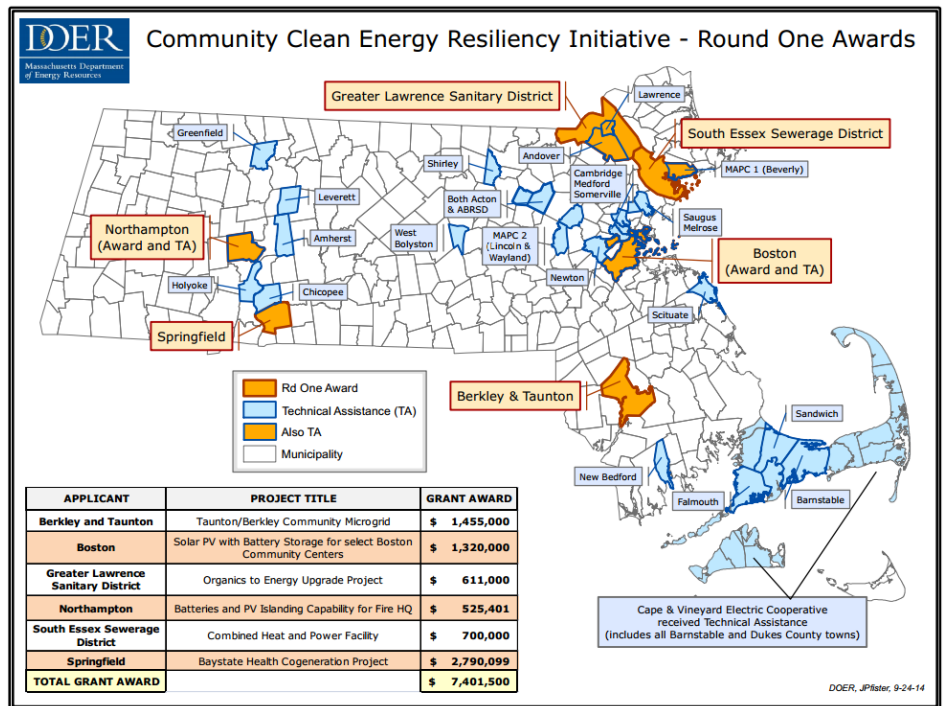 DOER
Massachusetts Department
of Energy Resources
Community Clean Energy Resiliency Initiative - Round One Awards
Greater Lawrence Sanitary District
Lawrence
South Essex Sewerage District
Greenfield
Shirley
Andover
MAPC 1 (Beverly)
Cambridge
Medford
Somerville
Leverett
Both Acton
& ABRSD
Northampton
(Award and TA)
Amherst
West
Bolyston
MAPC 2
(Lincoln &
Wayland)
Saugus
Melrose
Boston
(Award and TA)
Newton
Holyoke
Chicopee
Scituate
Springfield
Rd One Award
Technical Assistance (TA)
Also TA
Municipality
Berkley & Taunton
Sandwich
New Bedford
Falmouth
Barnstable
Cape & Vineyard Electric Cooperative
received Technical Assistance
(includes all Barnstable and Dukes County towns)
APPLICANT PROJECT TITLE GRANT AWARD
Berkley and Taunton Taunton/Berkley Community Microgrid $ 1,455,000
Boston Solar PV with Battery Storage for select Boston
Community Centers $ 1,320,000
Greater Lawrence
Sanitary District Organics to Energy Upgrade Project $ 611,000
Northampton Batteries and PV Islanding Capability for Fire HQ $ 525,401
South Essex Sewerage
District Combined Heat and Power Facility $ 700,000
Springfield Baystate Health Cogeneration Project $ 2,790,099
TOTAL GRANT AWARD $ 7,401,500
DOER, JPfister, 9-24-14